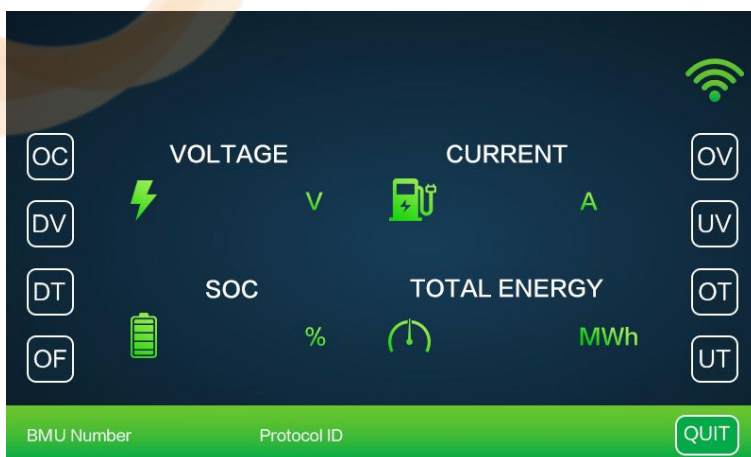 OC VOLTAGE CURRENT OV
V A
DV UV
DT SOC TOTAL ENERGY OT
% MWh
OF UT
BMU Number Protocol ID QUIT